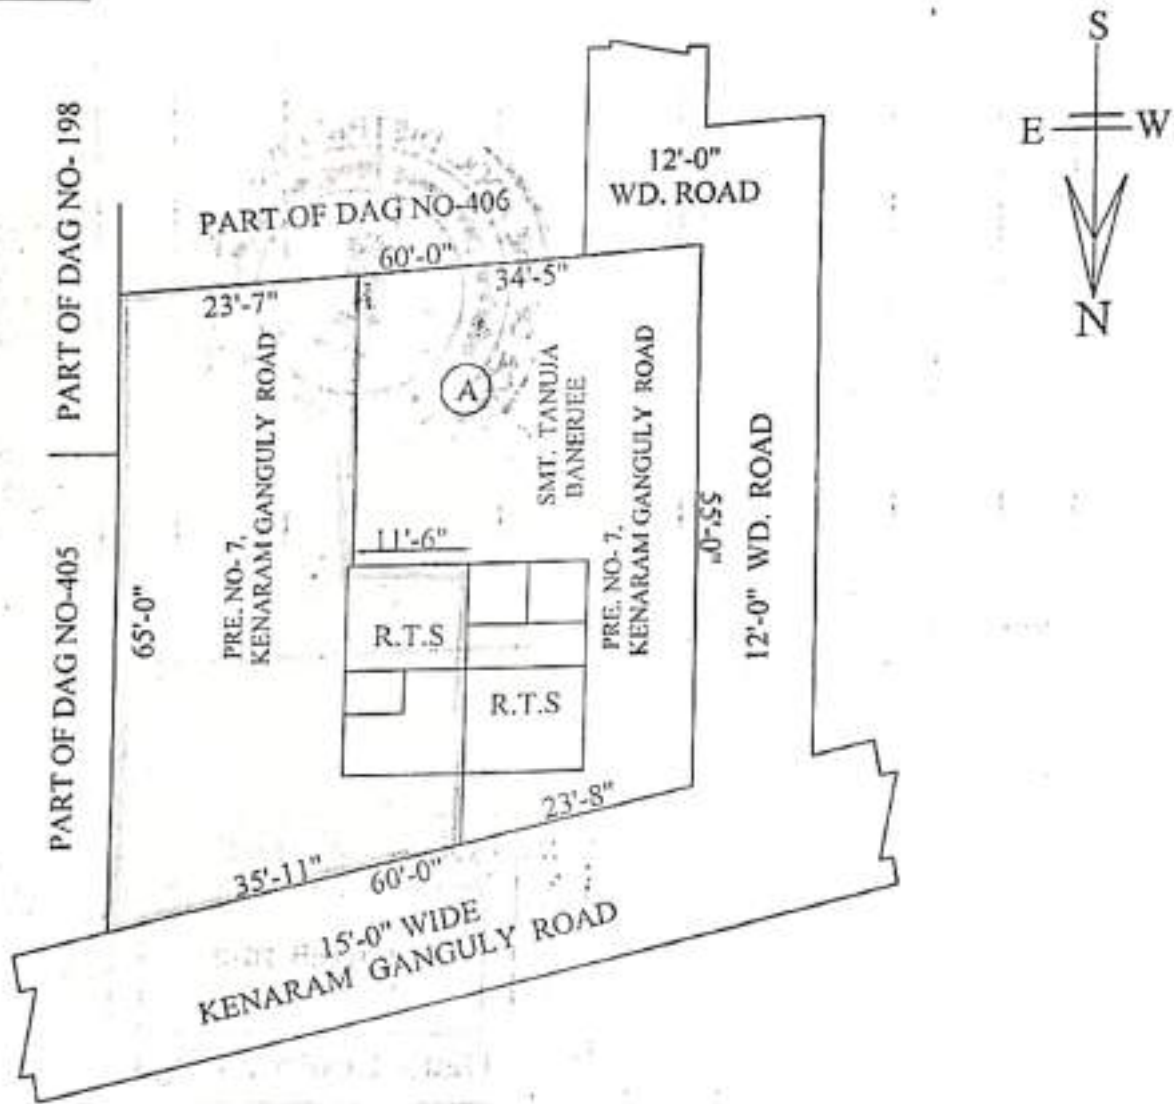 S
E W
N
12'-0"
WD. ROAD
PART OF DAG NO- 198
PART OF DAG NO-406
60'-0"
34'-5"
23'-7"
A
SMT. TANUJA
BANERJEE
PRE. NO- 7,
KENARAM GANGULY ROAD
PRE. NO- 7,
KENARAM GANGULY ROAD
55'-0"
12'-0" WD. ROAD
11'-6"
PART OF DAG NO-405
65'-0"
R.T.S
R.T.S
23'-8"
35'-11"
60'-0"
15'-0" WIDE
KENARAM GANGULY ROAD